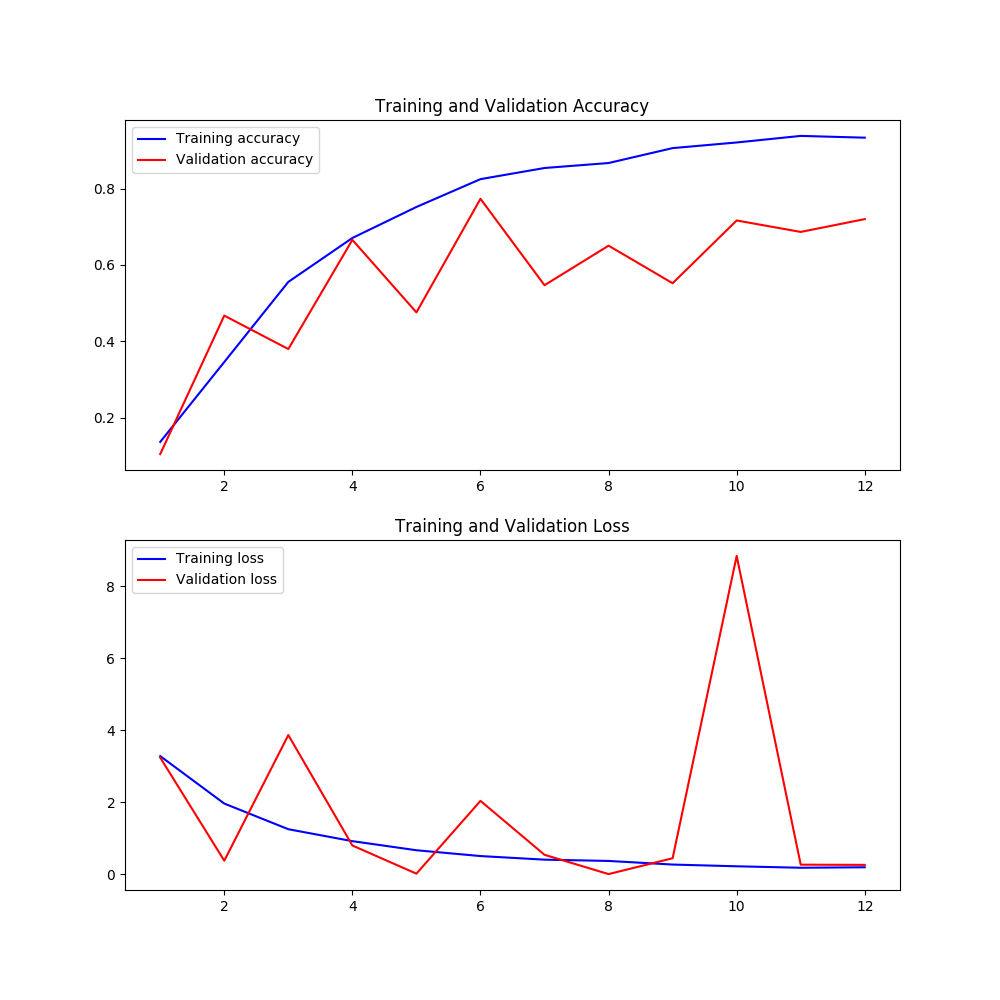 Training and Validation Accuracy
Training accuracy
Validation accuracy
0.8
0.6
0.4
0.2
2 4 6 8 10 12
Training and Validation Loss
Training loss
Validation loss
8
6
4
2
0
2 4 6 8 10 12